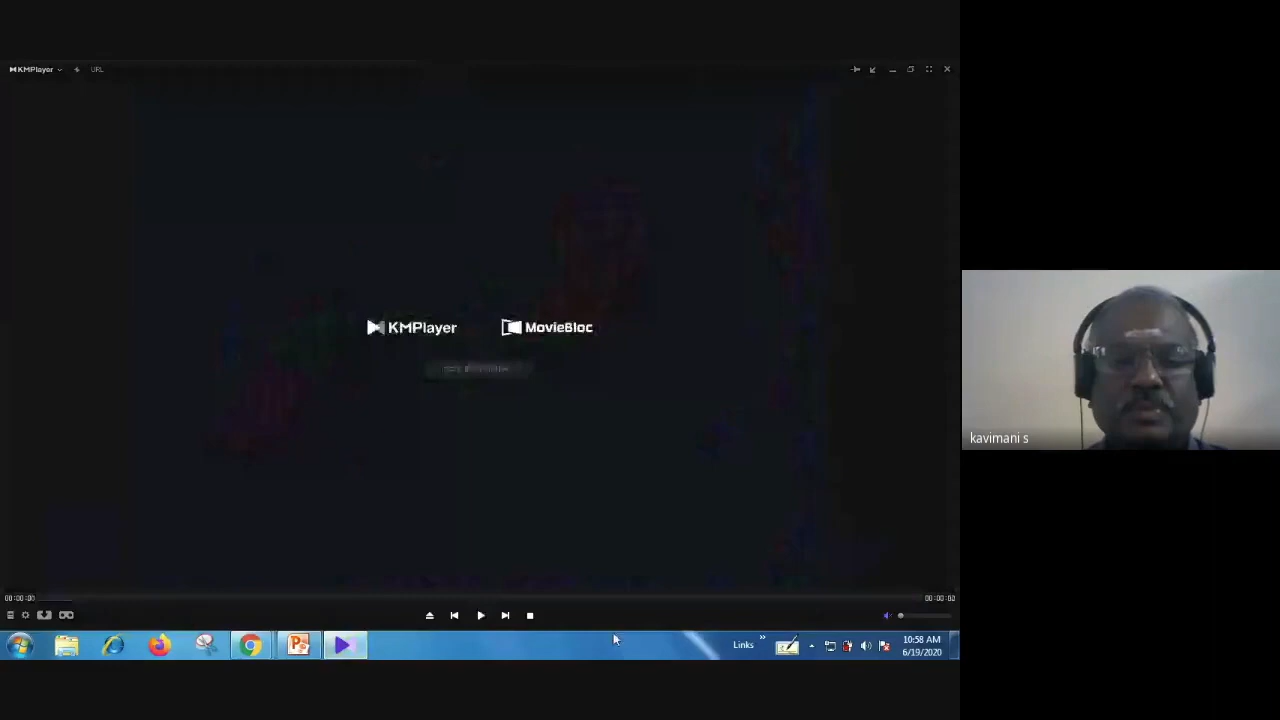 KMPlayer
URL
KMPlayer
MovieBloc
kavimani s
00:00:00
00:00:00
Links
10:58 AM
6/19/2020